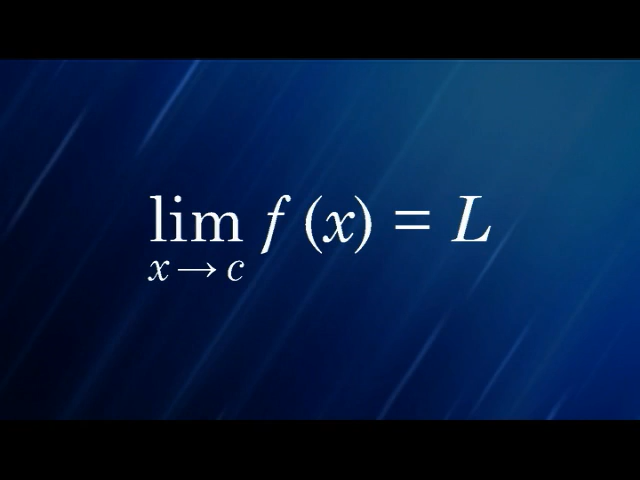 lim f (x) = L
x → c